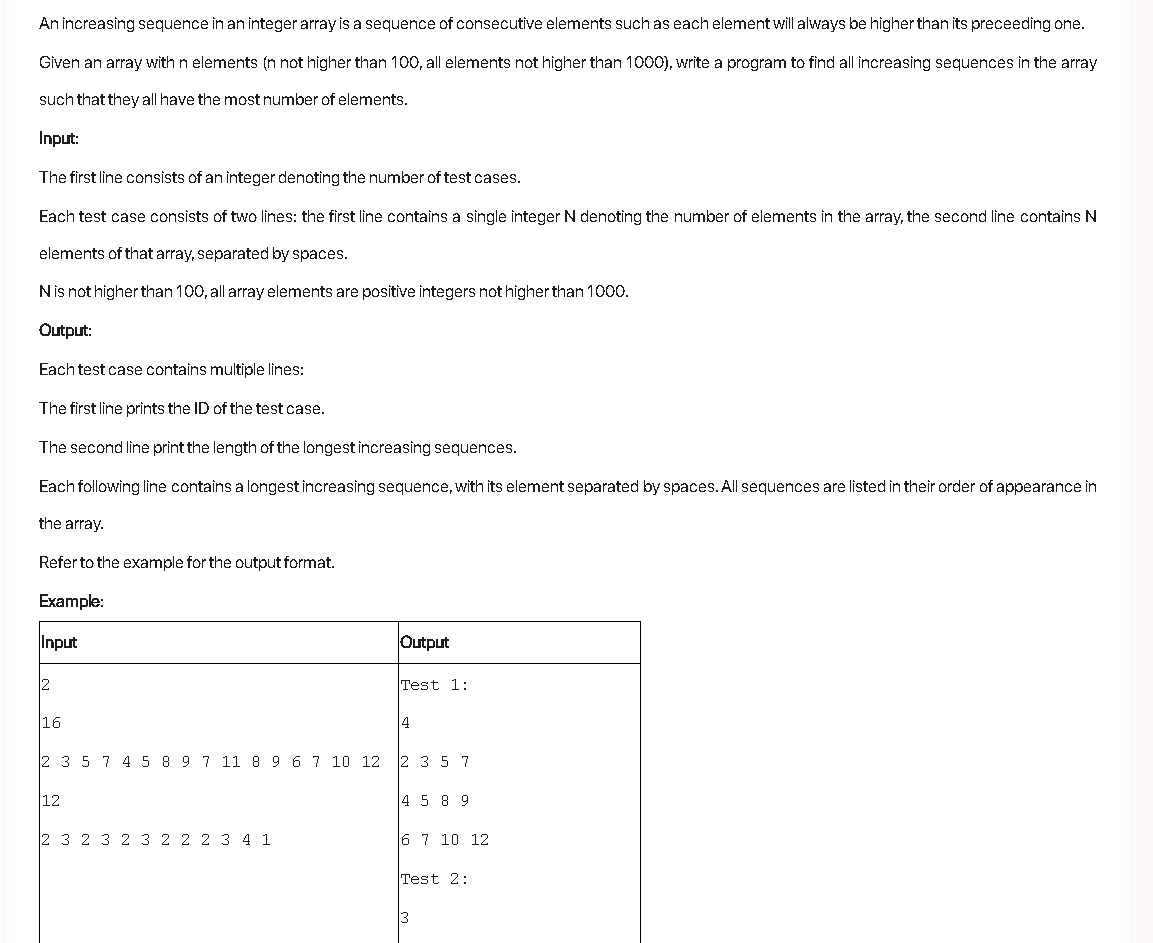 An increasing sequence in an integer array is a sequence of consecutive elements such as each element will always be higher than its preceeding one.
Given an array with n elements (n not higher than 100, all elements not higher than 1000), write a program to find all increasing sequences in the array
such that they all have the most number of elements.
Input:
The first line consists of an integer denoting the number of test cases.
Each test case consists of two lines: the first line contains a single integer N denoting the number of elements in the array, the second line contains N
elements of that array, separated by spaces.
N is not higher than 100, all array elements are positive integers not higher than 1000.
Output:
Each test case contains multiple lines:
The first line prints the ID of the test case.
The second line print the length of the longest increasing sequences.
Each following line contains a longest increasing sequence, with its element separated by spaces. All sequences are listed in their order of appearance in
the array.
Refer to the example for the output format.
Example:
Input Output
2 Test 1:
16 4
2 3 5 7 4 5 8 9 7 11 8 9 6 7 10 12 2 3 5 7
12 4 5 8 9
2 3 2 3 2 3 2 2 2 3 4 1 6 7 10 12
Test 2:
3